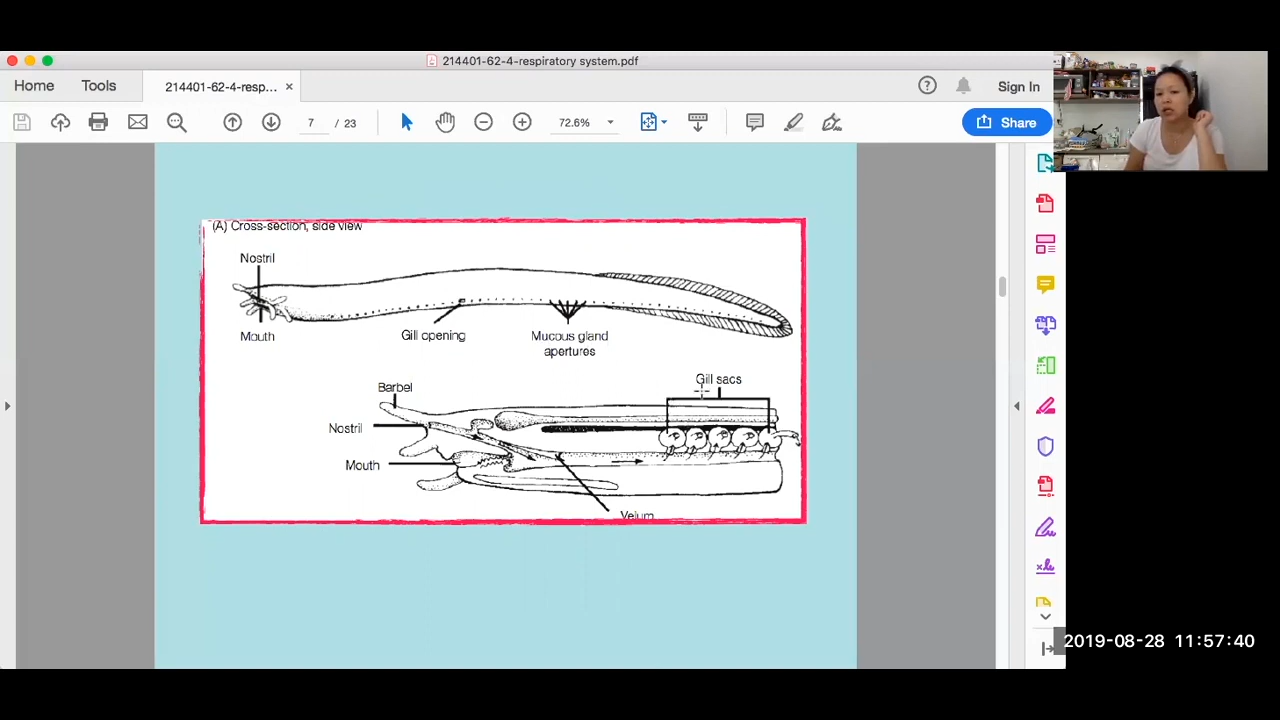 214401-62-4-respiratory system.pdf
Home
Tools
214401-62-4-resp... ×
Sign In
7 / 23
72.6%
Share
(A) Cross-section, side view
Nostril
Mouth
Gill opening
Mucous gland
apertures
Gill sacs
Barbel
Nostril
Mouth
Velum
2019-08-28 11:57:40